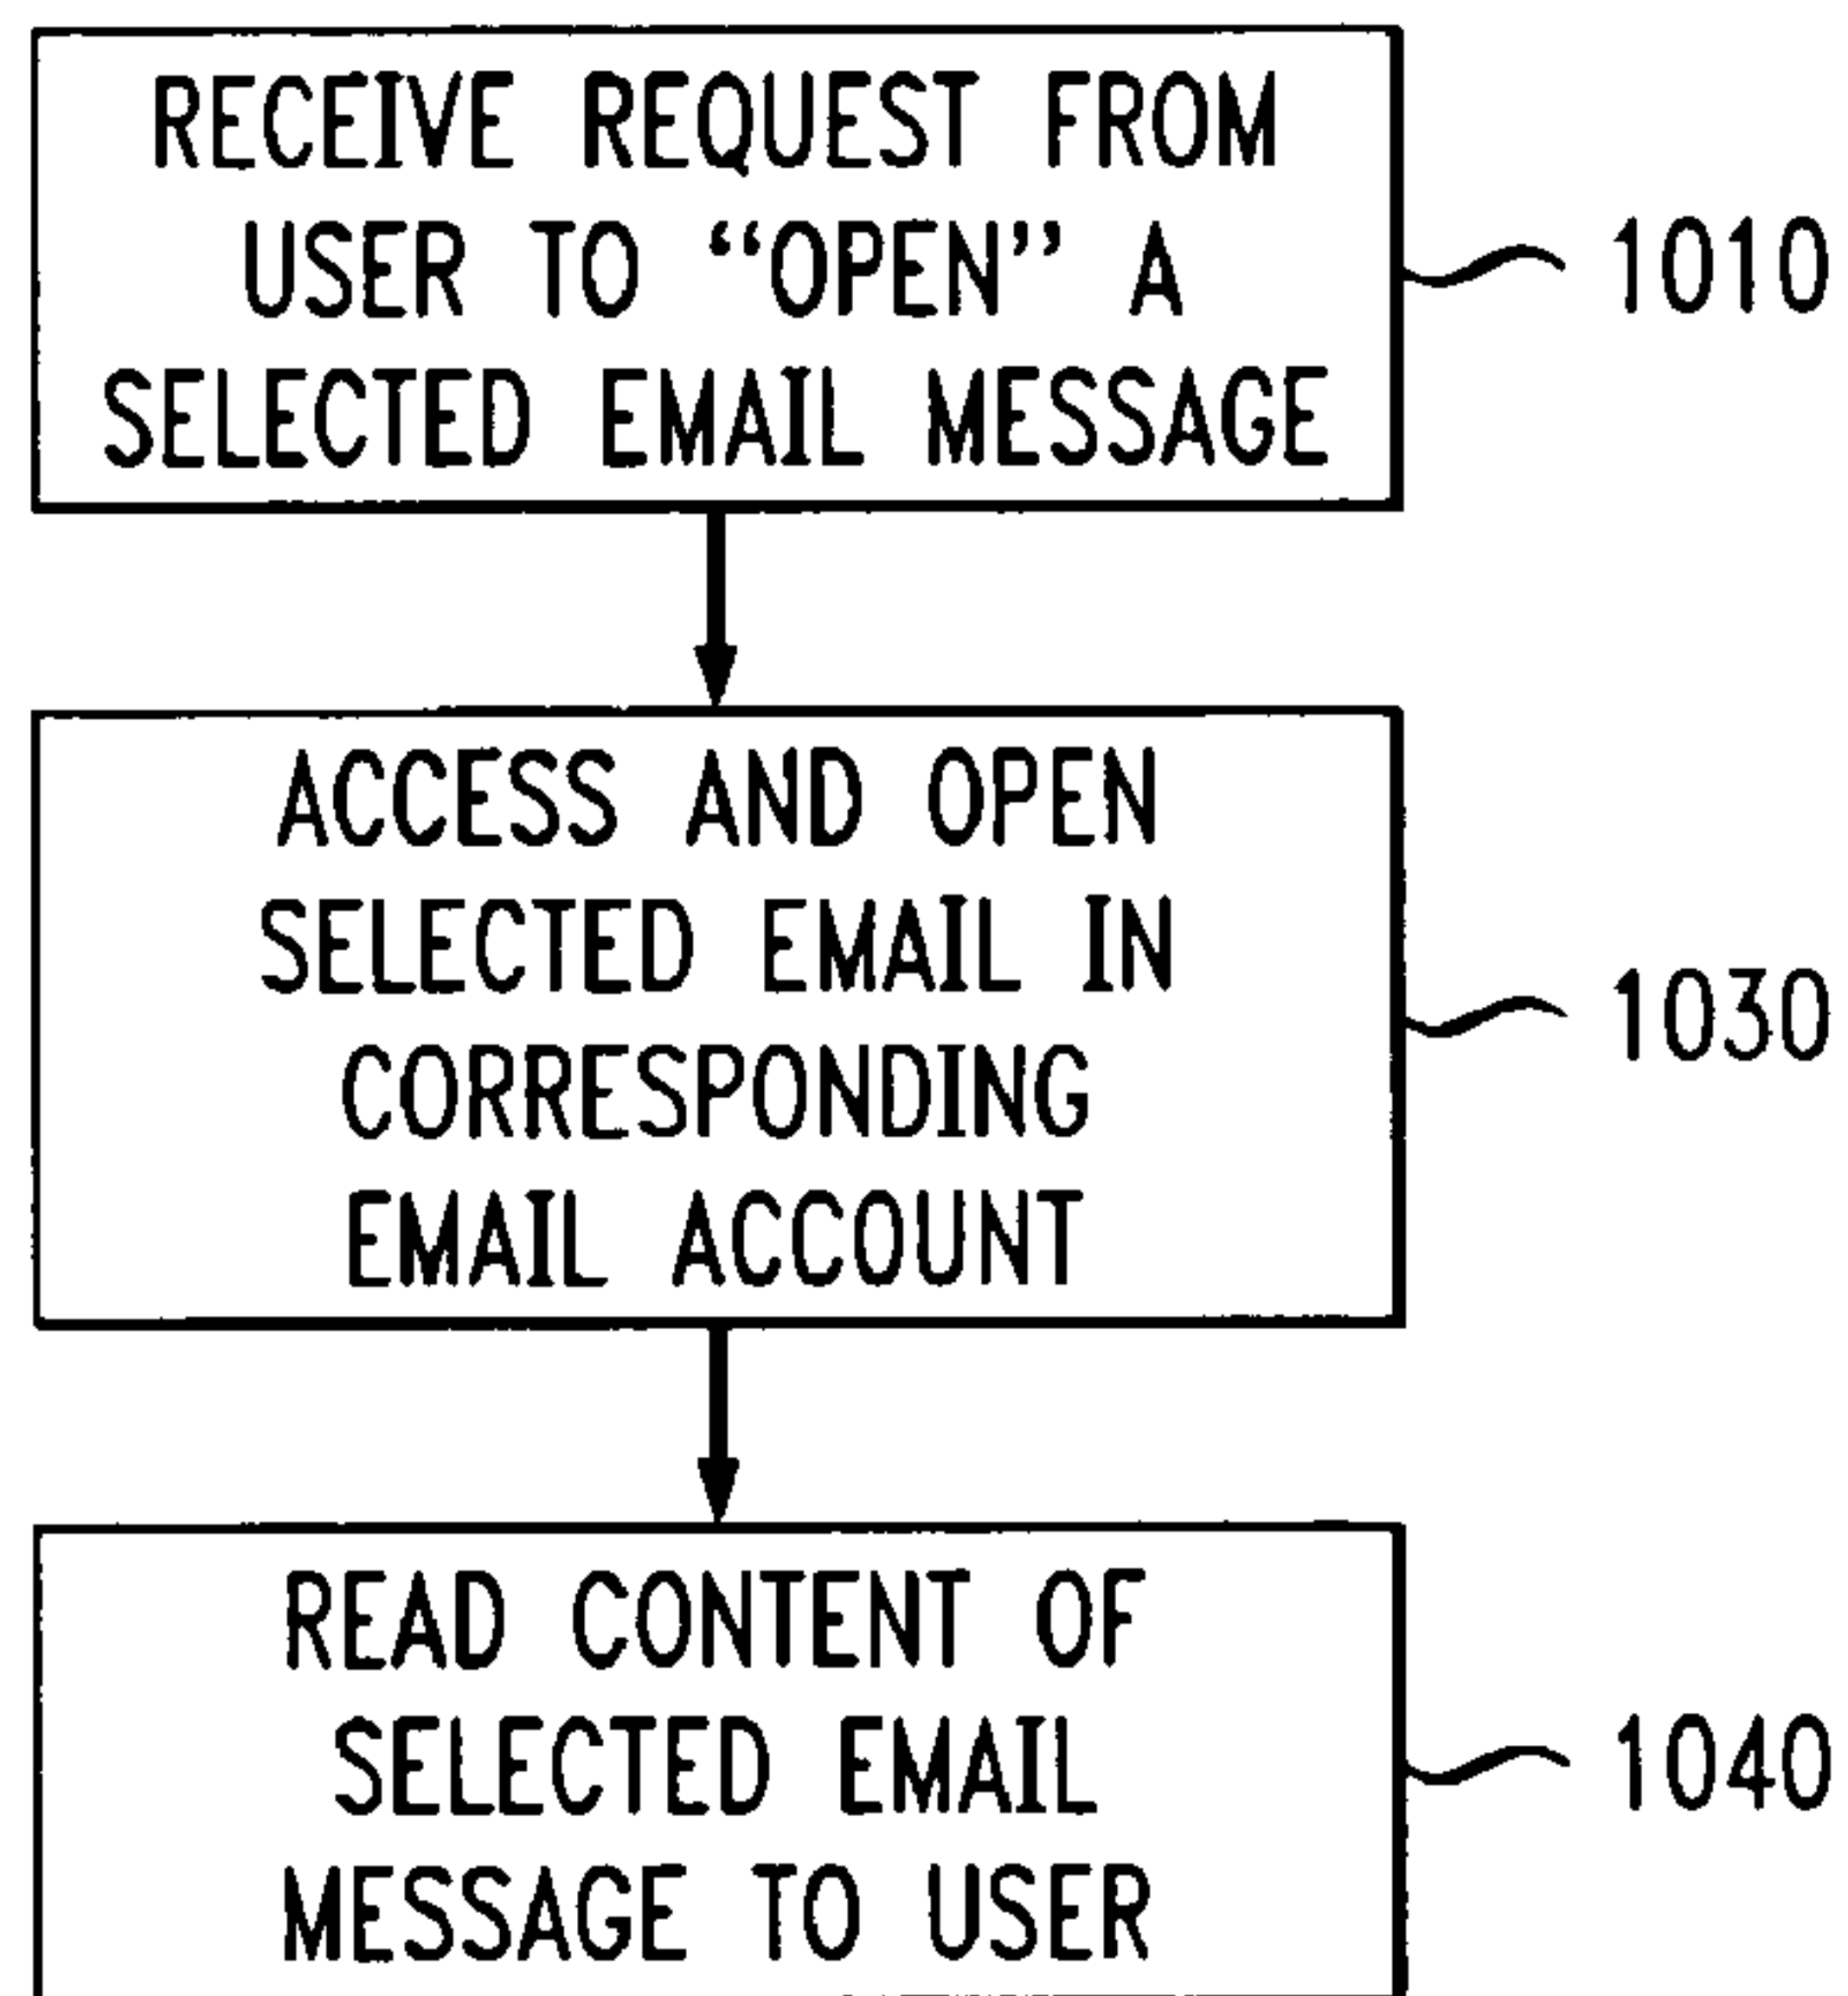 RECEIVE REQUEST FROM
USER TO “OPEN” A
SELECTED EMAIL MESSAGE
1010
ACCESS AND OPEN
SELECTED EMAIL IN
CORRESPONDING
EMAIL ACCOUNT
1030
READ CONTENT OF
SELECTED EMAIL
MESSAGE TO USER
1040